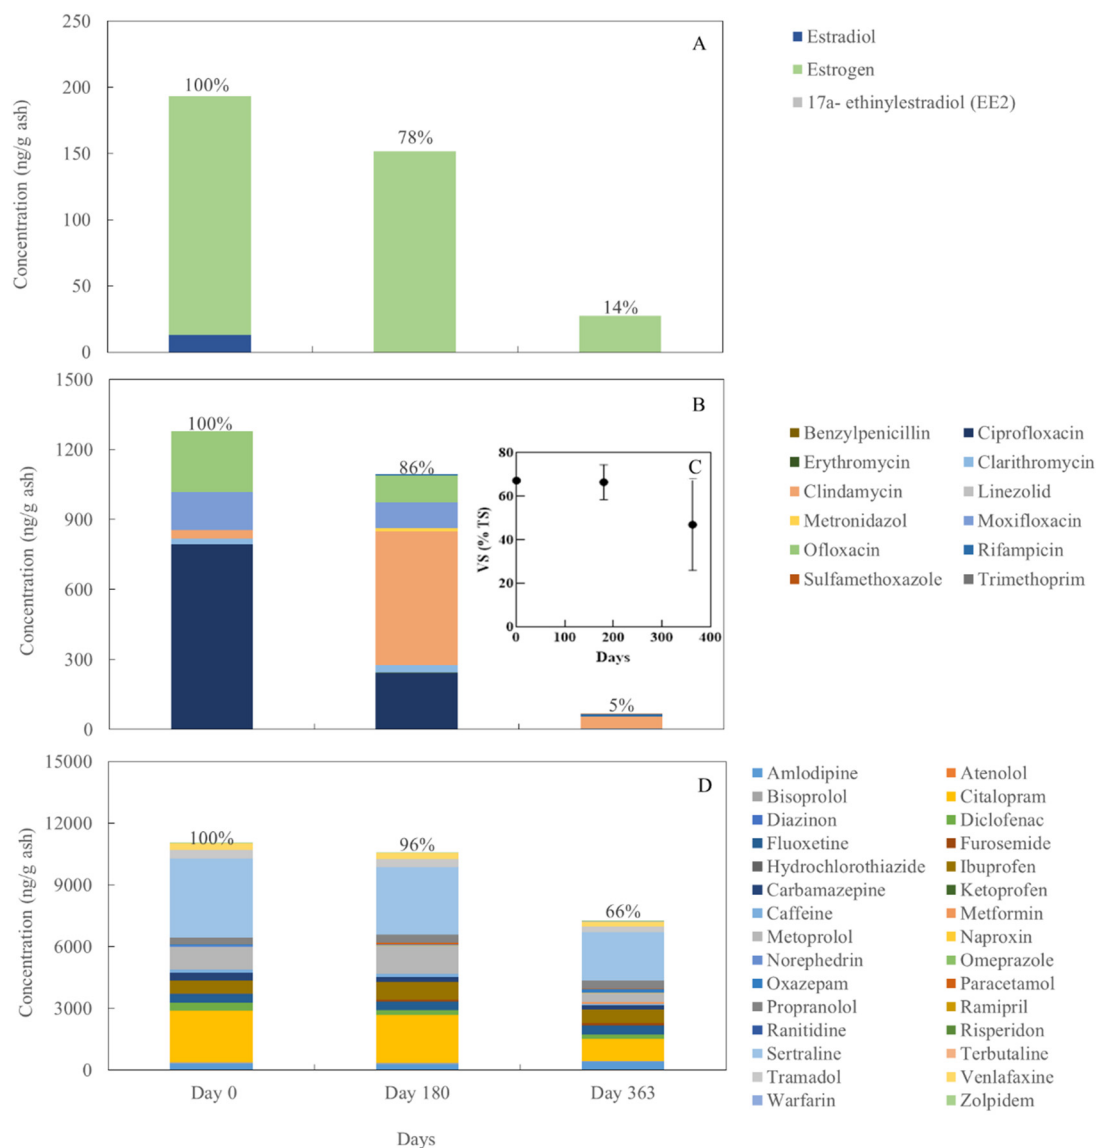 250
200
150
100
50
0
Concentration (ng/g ash)
A
100%
78%
14%
Estradiol
Estrogen
17a- ethinylestradiol (EE2)
1500
1200
900
600
300
0
Concentration (ng/g ash)
B
100%
86%
5%
80
60
40
20
0
VS (% TS)
C
0 100 200 300 400
Days
Benzylpenicillin Ciprofloxacin
Erythromycin Clarithromycin
Clindamycin Linezolid
Metronidazol Moxifloxacin
Ofloxacin Rifampicin
Sulfamethoxazole Trimethoprim
15000
12000
9000
6000
3000
0
Concentration (ng/g ash)
D
100%
96%
66%
Day 0 Day 180 Day 363
Days
Amlodipine Atenolol
Bisoprolol Citalopram
Diazinon Diclofenac
Fluoxetine Furosemide
Hydrochlorothiazide Ibuprofen
Carbamazepine Ketoprofen
Caffeine Metformin
Metoprolol Naproxin
Norephedrin Omeprazole
Oxazepam Paracetamol
Propranolol Ramipril
Ranitidine Risperidon
Sertraline Terbutaline
Tramadol Venlafaxine
Warfarin Zolpidem